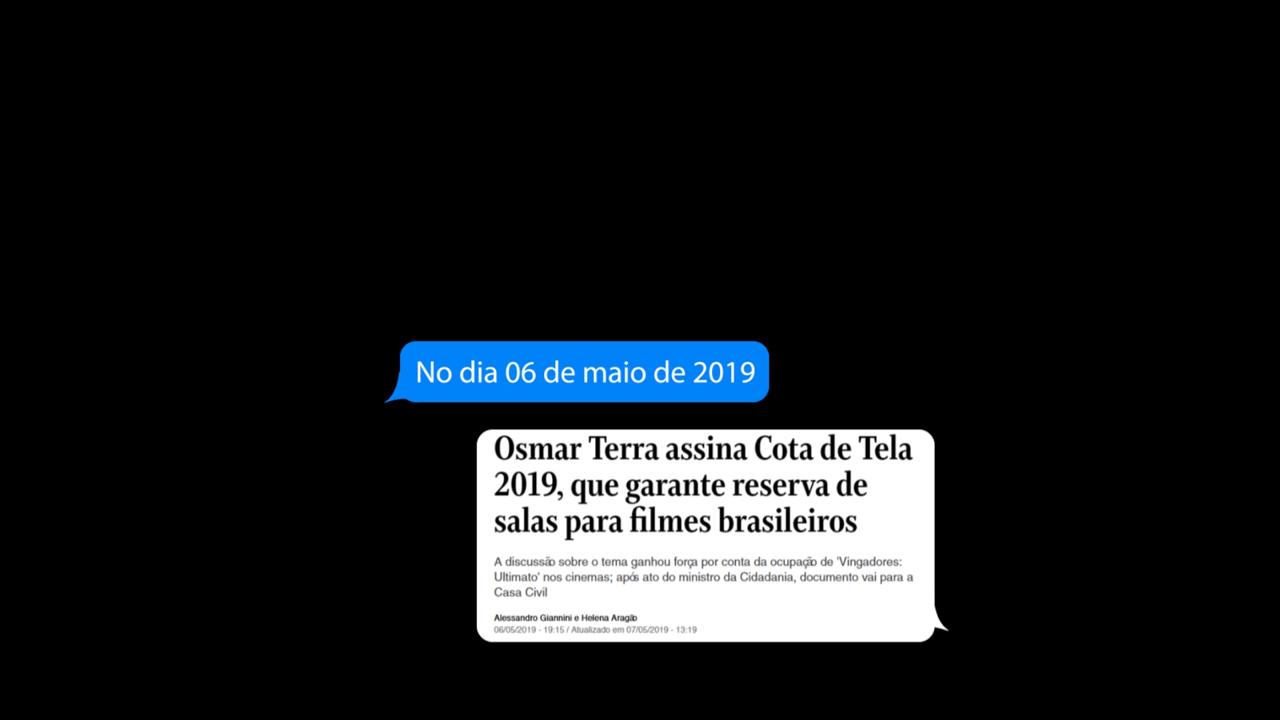 No dia 06 de maio de 2019
Osmar Terra assina Cota de Tela
2019, que garante reserva de
salas para filmes brasileiros
A discussão sobre o tema ganhou força por conta da ocupação de 'Vingadores:
Ultimato' nos cinemas; após ato do ministro da Cidadania, documento vai para a
Casa Civil
Alessandro Giannini e Helena Aragão
06/05/2019 - 19:15 / Atualizado em 07/05/2019 - 13:19